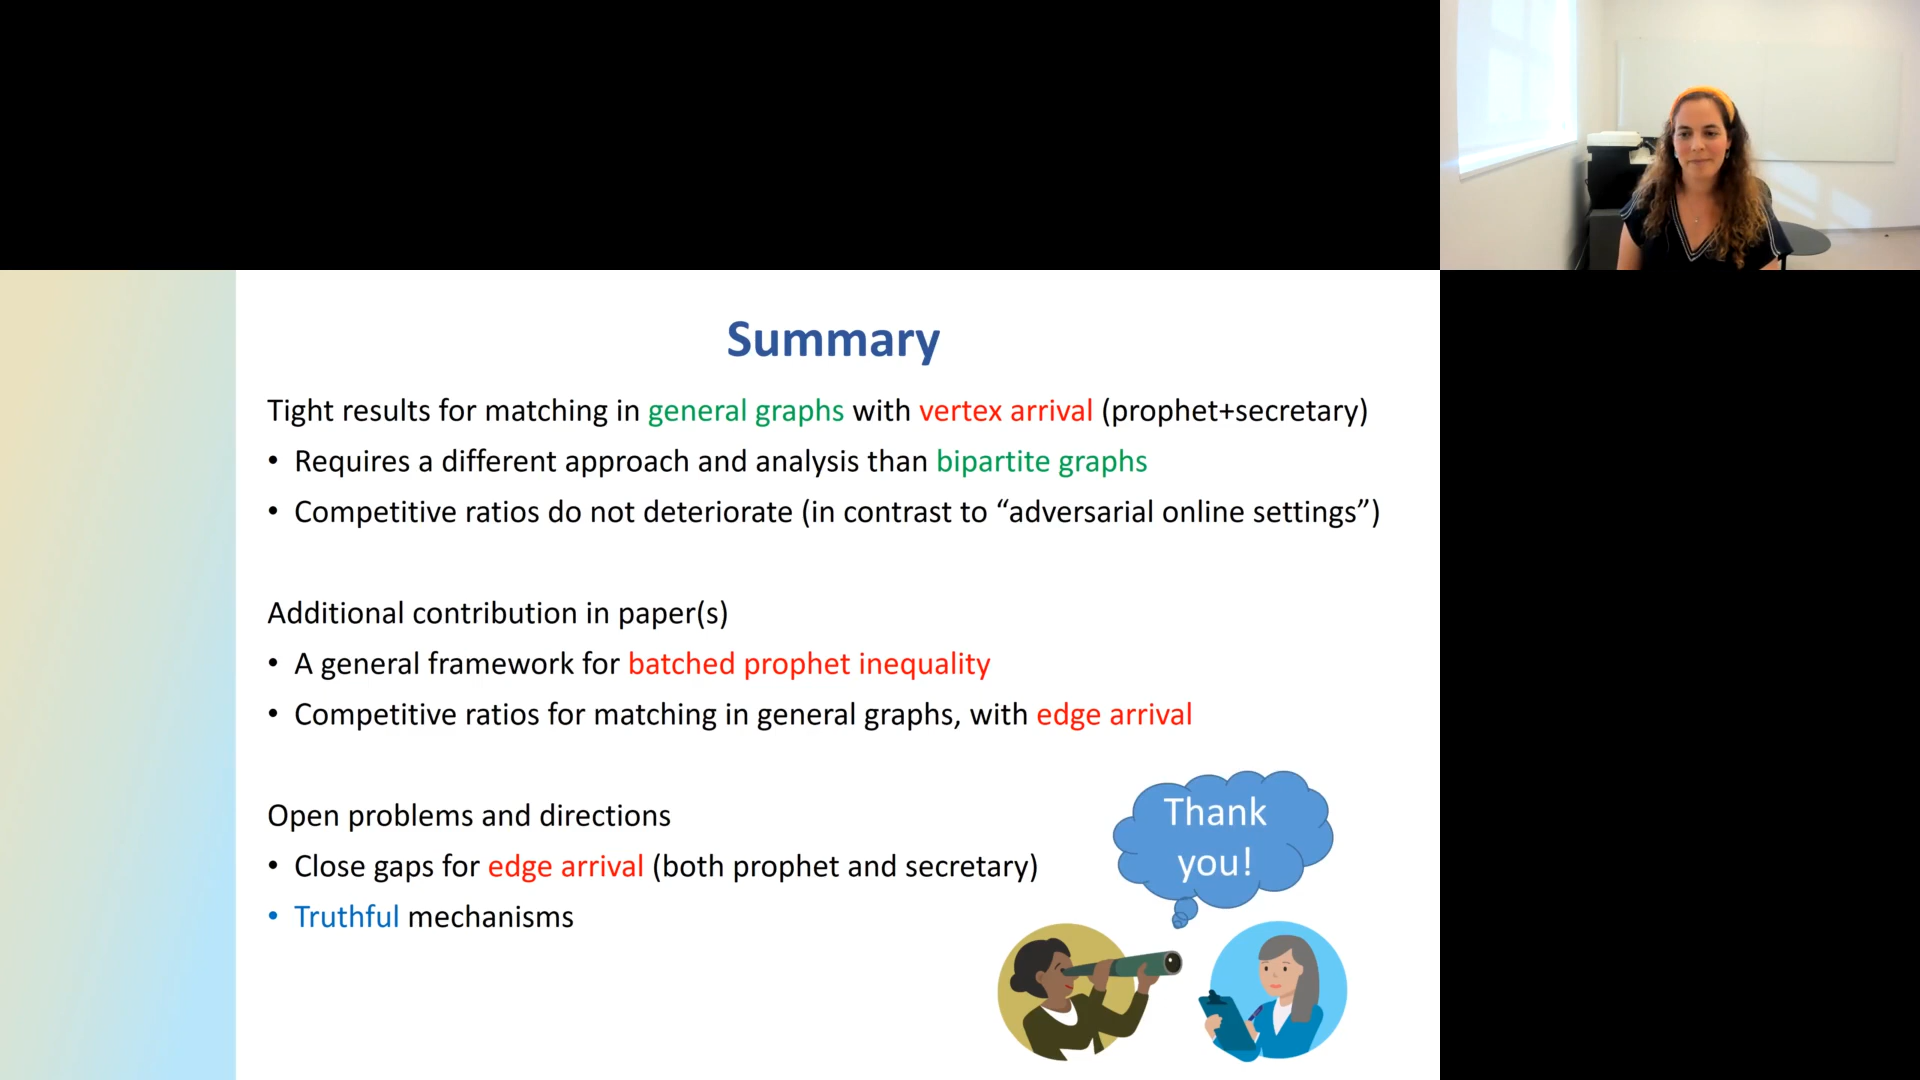 Summary
Tight results for matching in general graphs with vertex arrival (prophet+secretary)
• Requires a different approach and analysis than bipartite graphs
• Competitive ratios do not deteriorate (in contrast to “adversarial online settings”)
Additional contribution in paper(s)
• A general framework for batched prophet inequality
• Competitive ratios for matching in general graphs, with edge arrival
Open problems and directions
• Close gaps for edge arrival (both prophet and secretary)
• Truthful mechanisms
Thank
you!